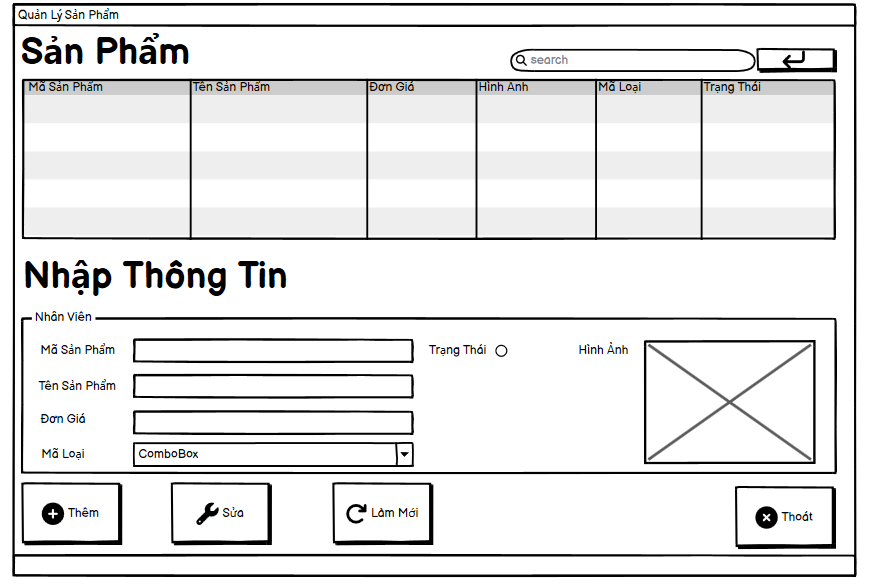 Quản Lý Sản Phẩm
Sản Phẩm
search
Mã Sản Phẩm Tên Sản Phẩm Đơn Giá Hình Anh Mã Loại Trạng Thái
Nhập Thông Tin
Nhân Viên
Mã Sản Phẩm Trạng Thái Hình Ảnh
Tên Sản Phẩm
Đơn Giá
Mã Loại ComboBox
Thêm Sửa Làm Mới Thoát